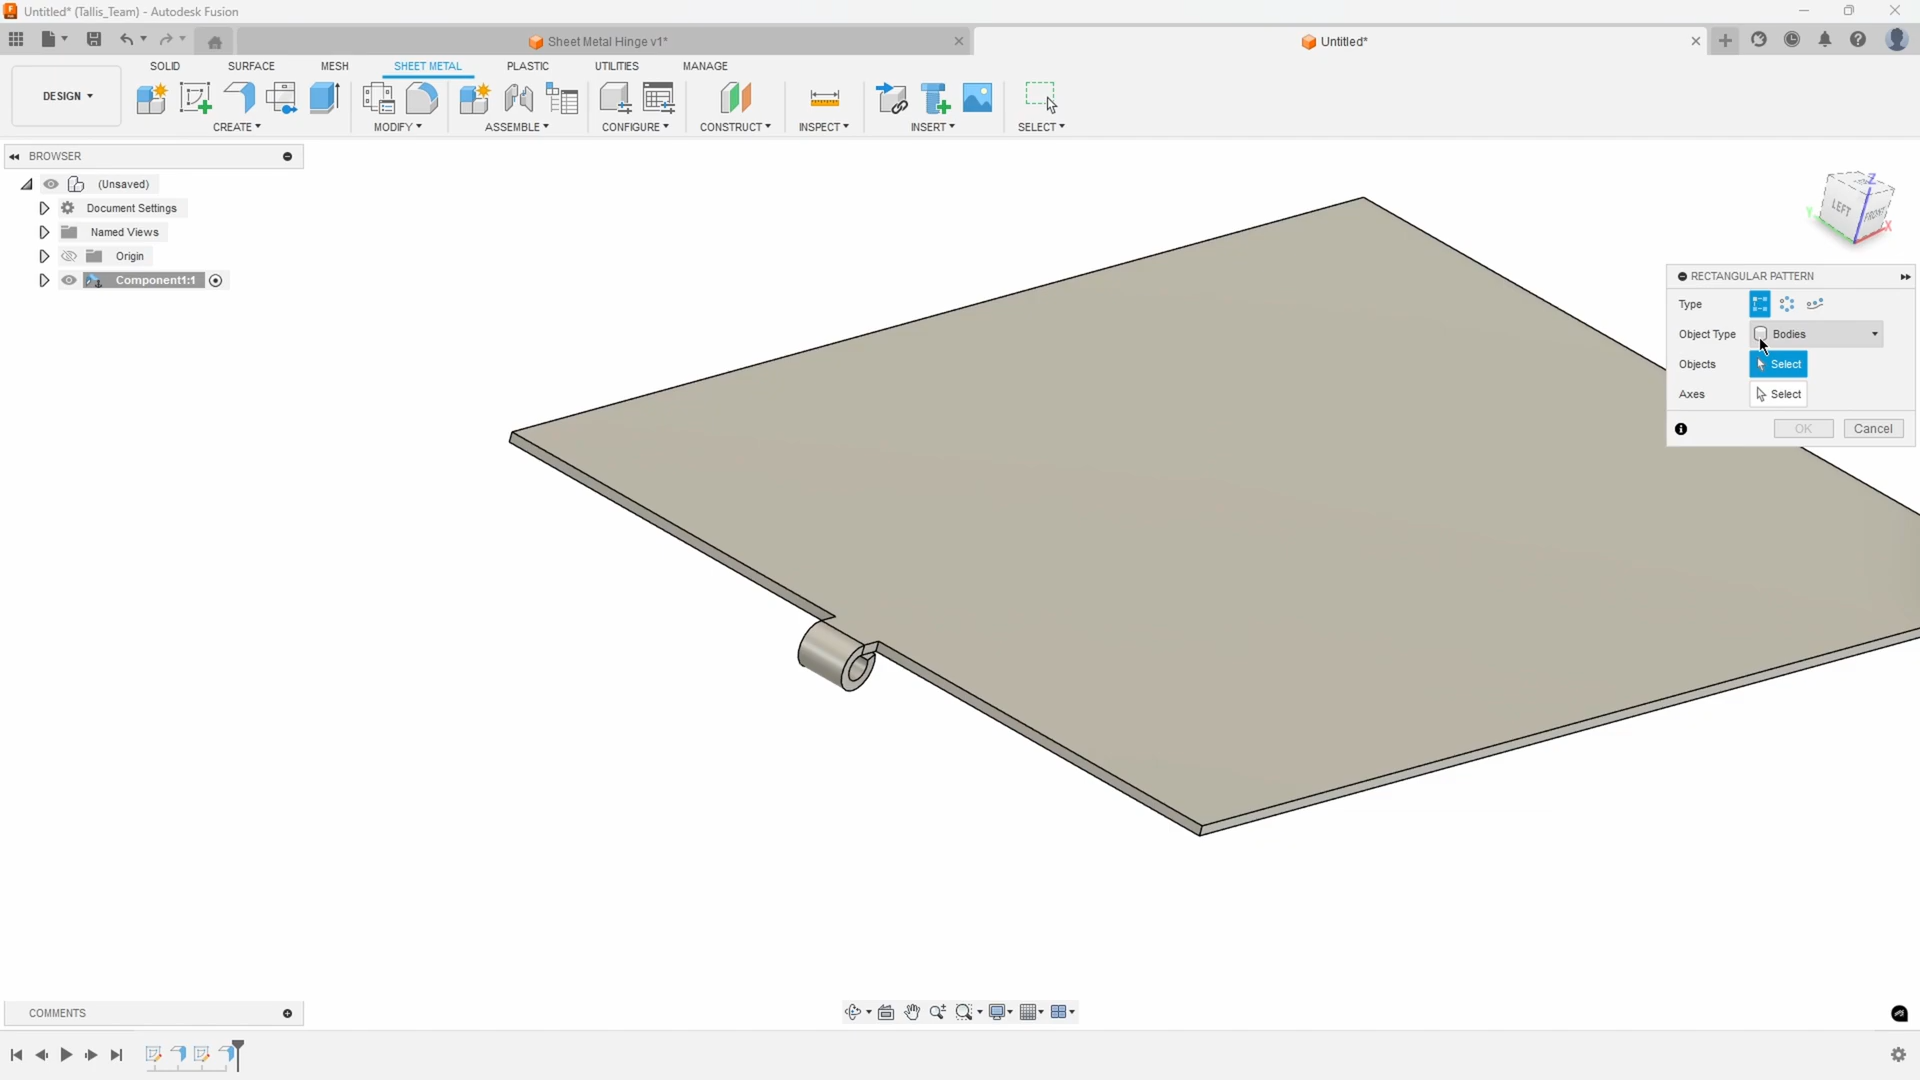 Untitled* (Tallis_Team) - Autodesk Fusion
Sheet Metal Hinge v1*
Untitled*
DESIGN
SOLID
SURFACE
MESH
SHEET METAL
PLASTIC
UTILITIES
MANAGE
CREATE
MODIFY
ASSEMBLE
CONFIGURE
CONSTRUCT
INSPECT
INSERT
SELECT
BROWSER
(Unsaved)
Document Settings
Named Views
Origin
Component1:1
Z
LEFT
FRONT
Y
X
RECTANGULAR PATTERN
Type
Object Type
Bodies
Objects
Select
Axes
Select
OK
Cancel
COMMENTS